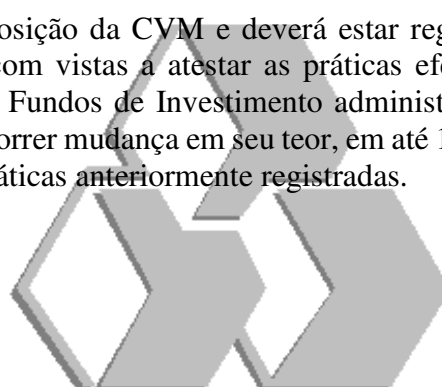 osição da CVM e deverá estar reg
com vistas a atestar as práticas efe
Fundos de Investimento administ
orrer mudança em seu teor, em até 1
áticas anteriormente registradas.